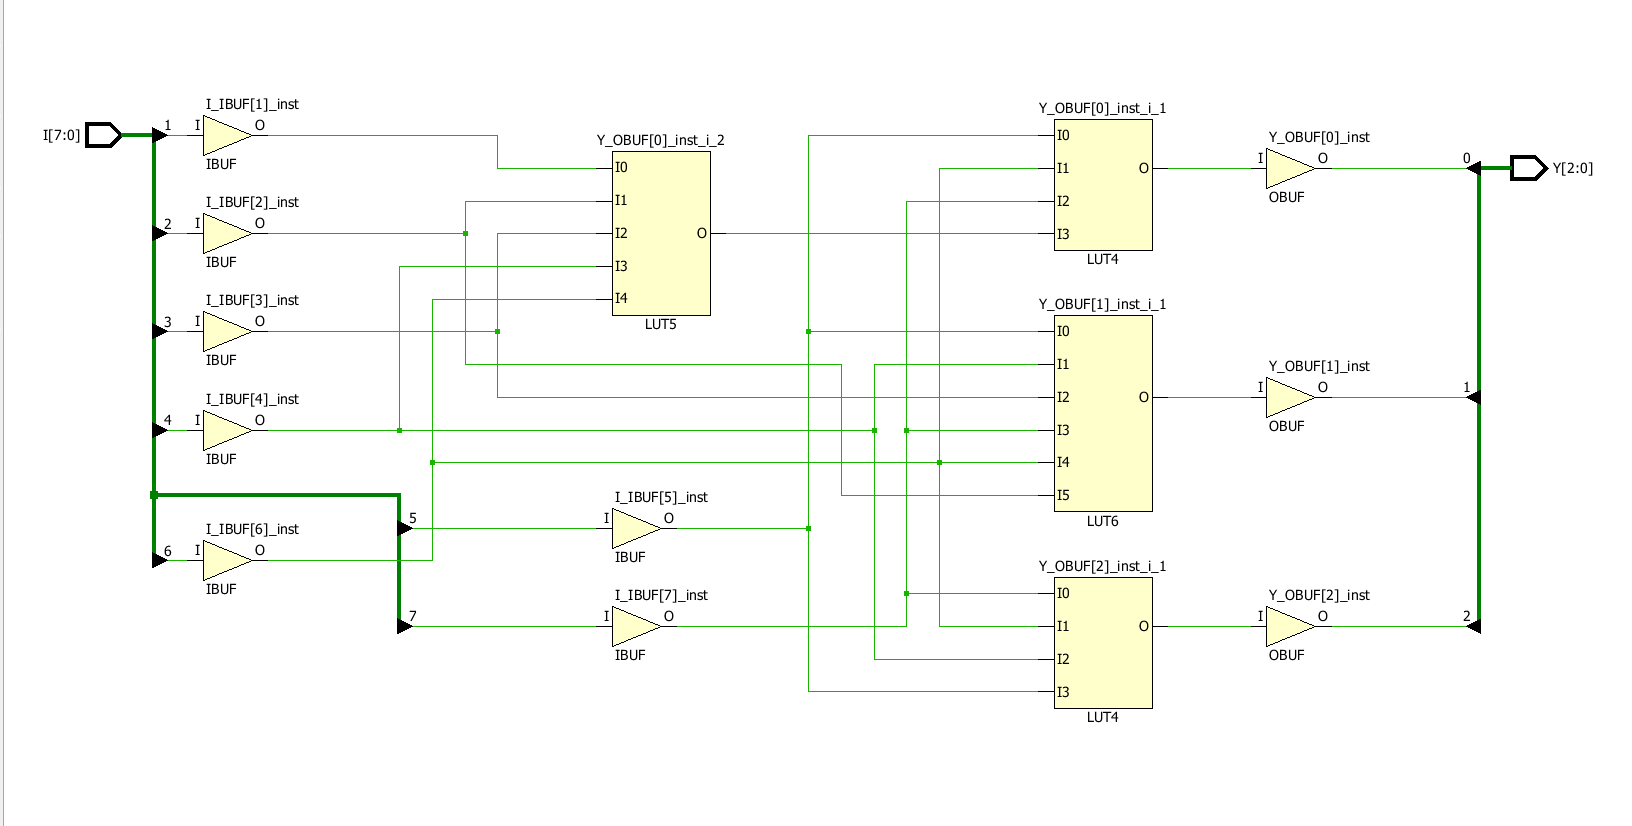 I[7:0]
1
I_IBUF[1]_inst
I
O
IBUF
2
I_IBUF[2]_inst
I
O
IBUF
3
I_IBUF[3]_inst
I
O
IBUF
4
I_IBUF[4]_inst
I
O
IBUF
6
I_IBUF[6]_inst
I
O
IBUF
5
7
Y_OBUF[0]_inst_i_2
I0
I1
I2
I3
I4
O
LUT5
I_IBUF[5]_inst
I
O
IBUF
I_IBUF[7]_inst
I
O
IBUF
Y_OBUF[0]_inst_i_1
I0
I1
I2
I3
O
LUT4
Y_OBUF[1]_inst_i_1
I0
I1
I2
I3
I4
I5
O
LUT6
Y_OBUF[2]_inst_i_1
I0
I1
I2
I3
O
LUT4
Y_OBUF[0]_inst
I
O
OBUF
Y_OBUF[1]_inst
I
O
OBUF
Y_OBUF[2]_inst
I
O
OBUF
0
1
2
Y[2:0]